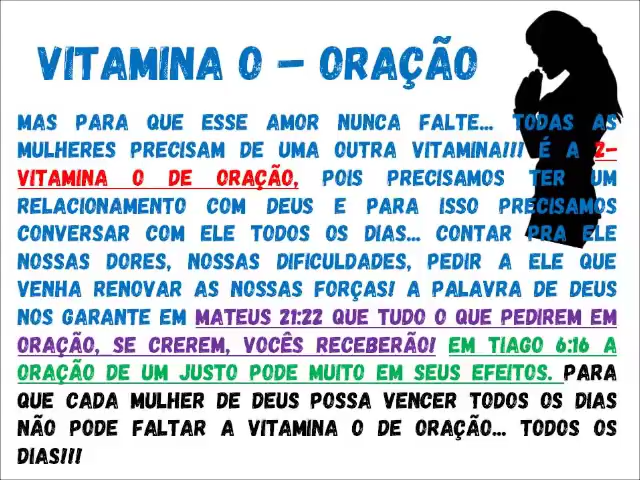 VITAMINA O – ORAÇÃO
MAS PARA QUE ESSE AMOR NUNCA FALTE... TODAS AS
MULHERES PRECISAM DE UMA OUTRA VITAMINA!!! É A 2-
VITAMINA O DE ORAÇÃO, POIS PRECISAMOS TER UM
RELACIONAMENTO COM DEUS E PARA ISSO PRECISAMOS
CONVERSAR COM ELE TODOS OS DIAS... CONTAR PRA ELE
NOSSAS DORES, NOSSAS DIFICULDADES, PEDIR A ELE QUE
VENHA RENOVAR AS NOSSAS FORÇAS! A PALAVRA DE DEUS
NOS GARANTE EM MATEUS 21:22 QUE TUDO O QUE PEDIREM EM
ORAÇÃO, SE CREREM, VOCÊS RECEBERÃO! EM TIAGO 6:16 A
ORAÇÃO DE UM JUSTO PODE MUITO EM SEUS EFEITOS. PARA
QUE CADA MULHER DE DEUS POSSA VENCER TODOS OS DIAS
NÃO PODE FALTAR A VITAMINA O DE ORAÇÃO... TODOS OS
DIAS!!!